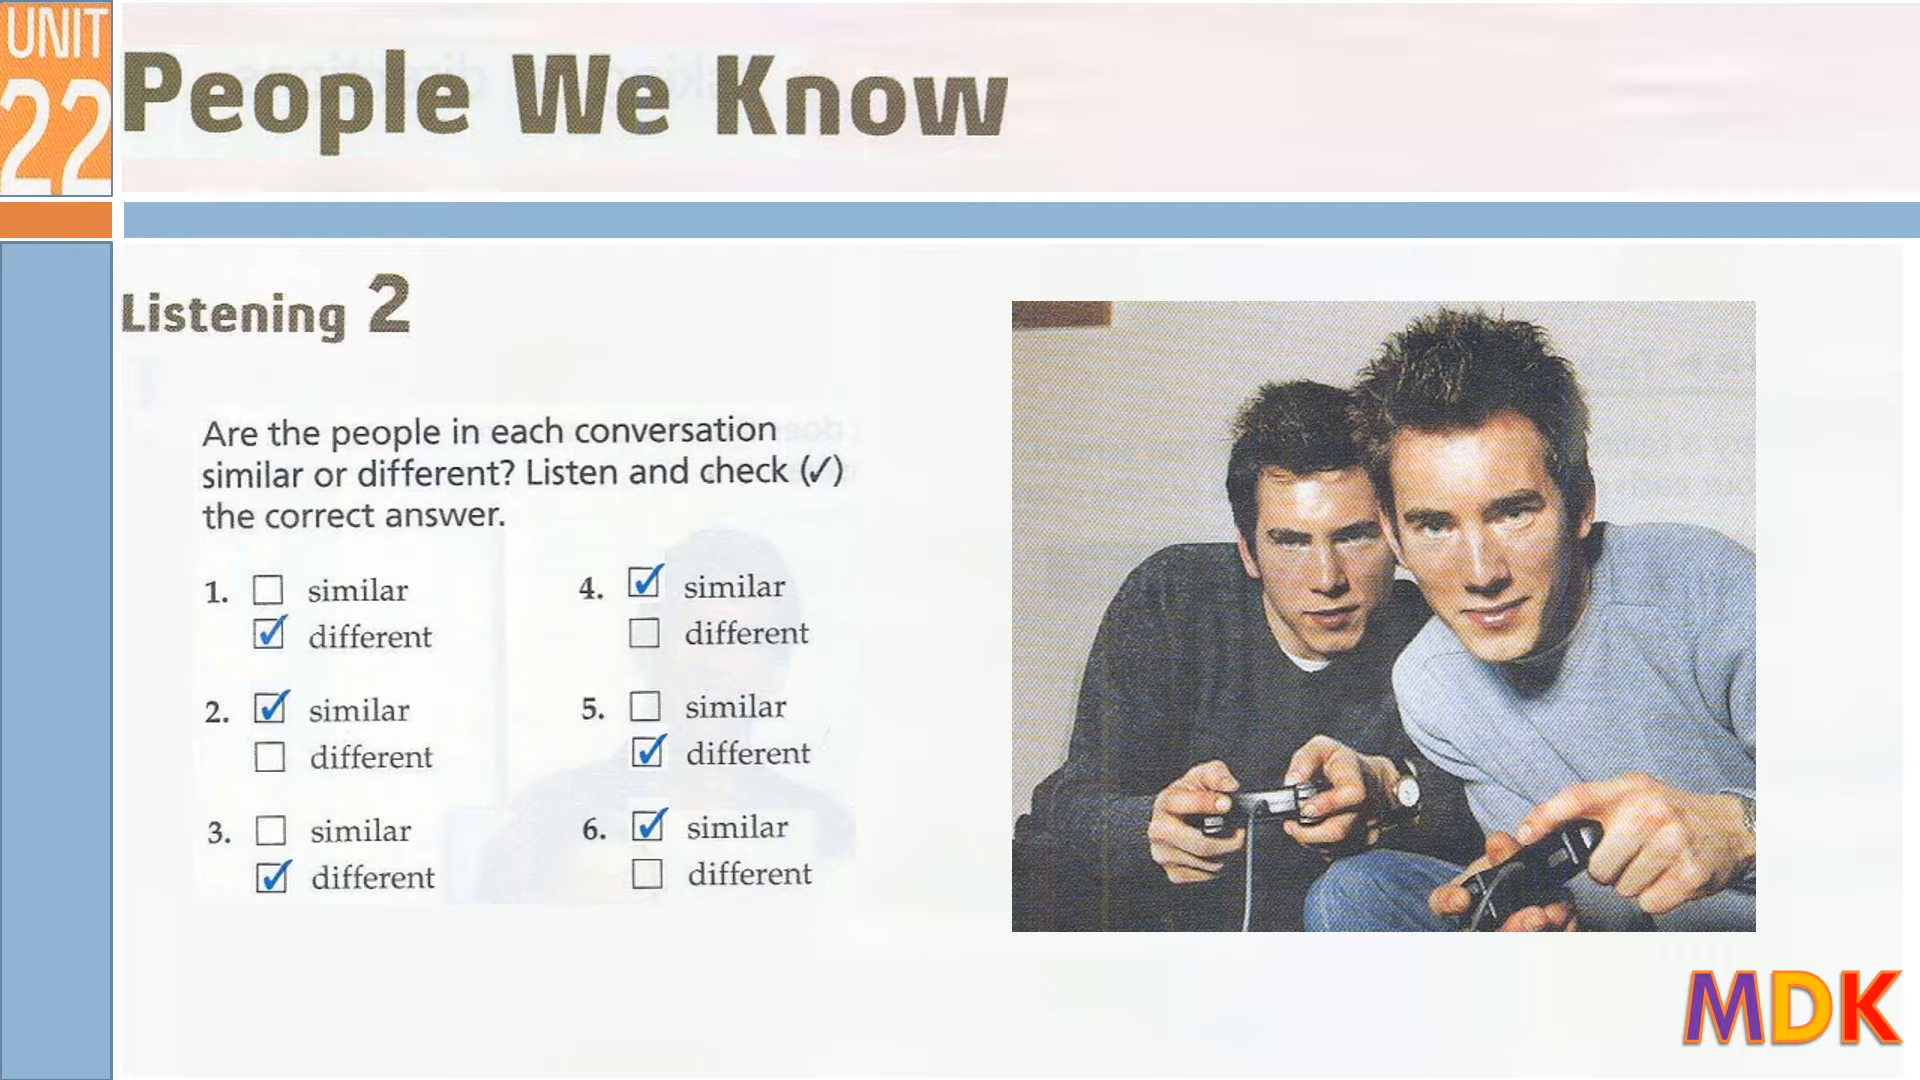 UNIT
22
People We Know
Listening 2
Are the people in each conversation
similar or different? Listen and check (✓)
the correct answer.
1. ☐ similar
☑ different
2. ☑ similar
☐ different
3. ☐ similar
☑ different
4. ☑ similar
☐ different
5. ☐ similar
☑ different
6. ☑ similar
☐ different
MDK